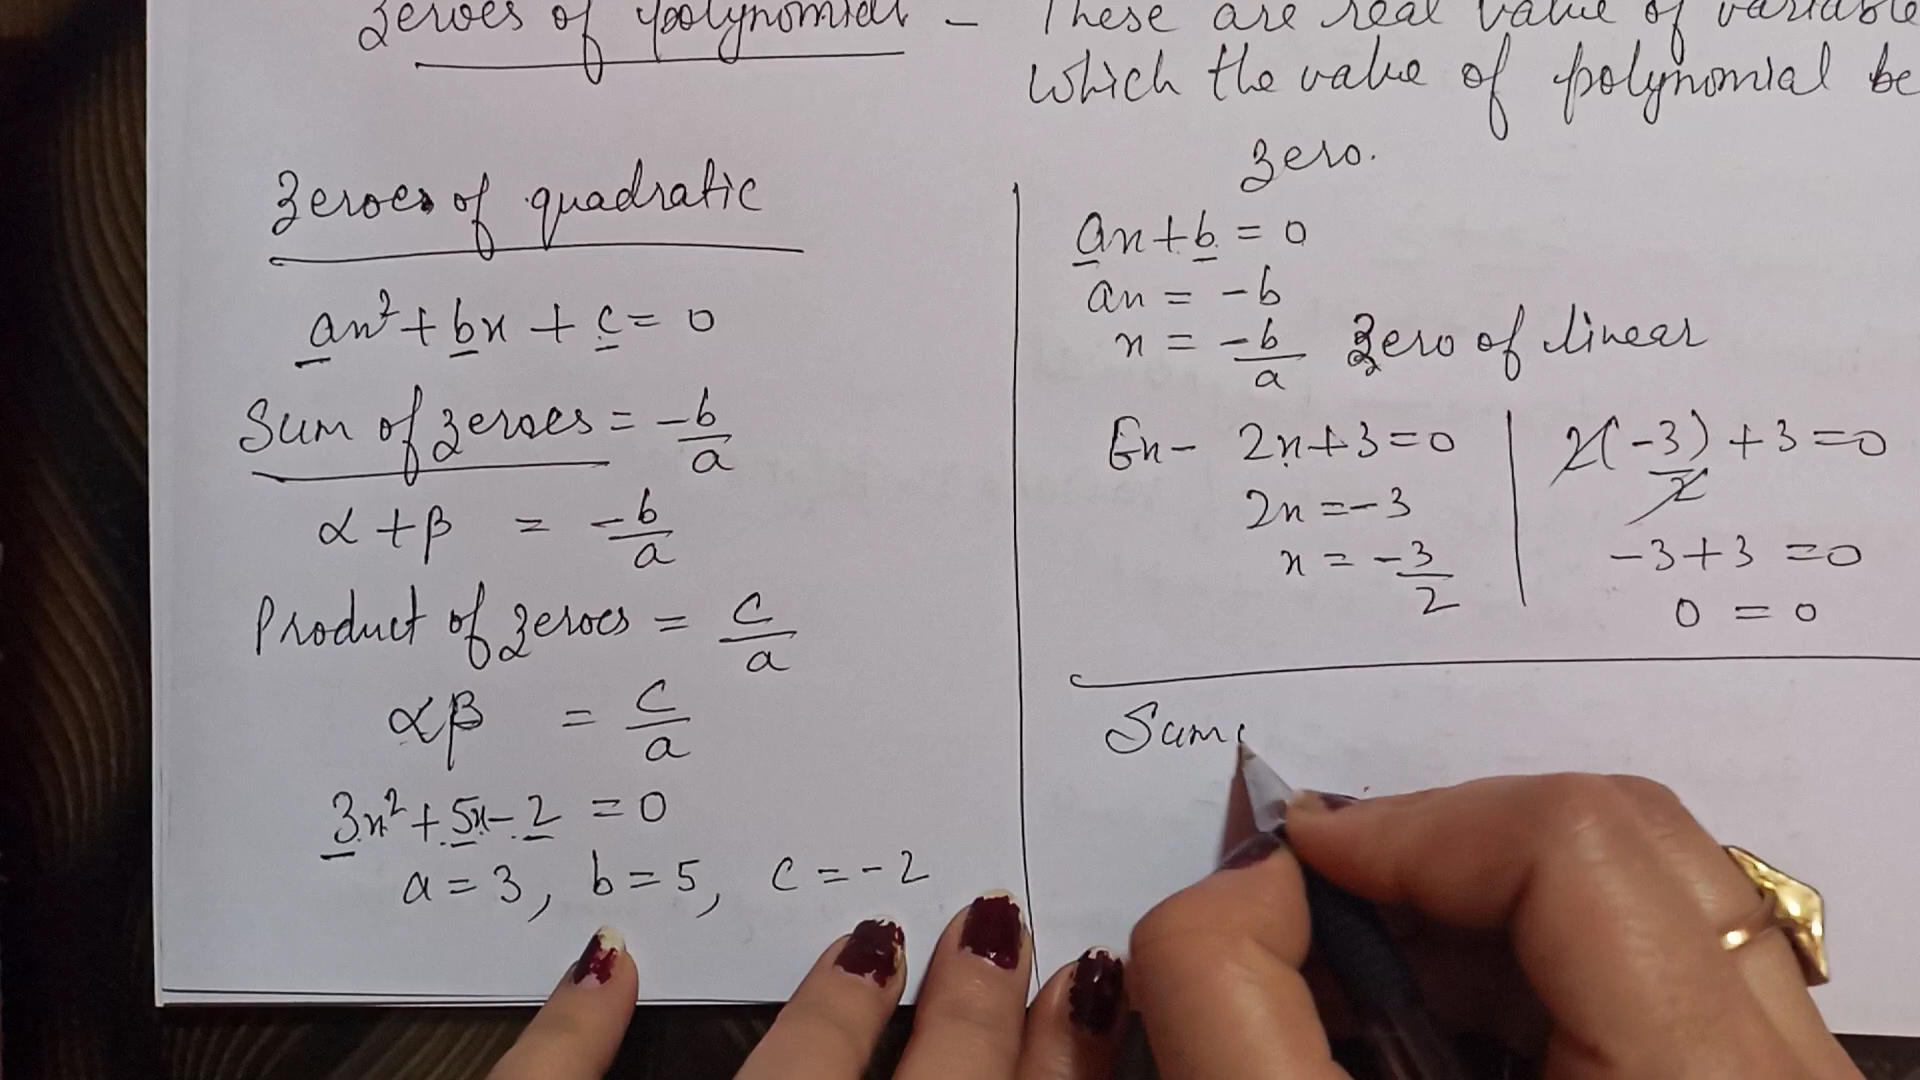 Zeroes of polynomial - These are real value of variable
which the value of polynomial be
zero.
Zeroes of quadratic
ax² + bx + c = 0
Sum of zeroes = -b/a
α + β = -b/a
Product of zeroes = c/a
αβ = c/a
3x² + 5x - 2 = 0
a = 3, b = 5, c = -2
ax + b = 0
ax = -b
x = -b/a Zero of linear
Ex- 2x + 3 = 0
2x = -3
x = -3/2
2(-3/2) + 3 = 0
-3 + 3 = 0
0 = 0
Sum